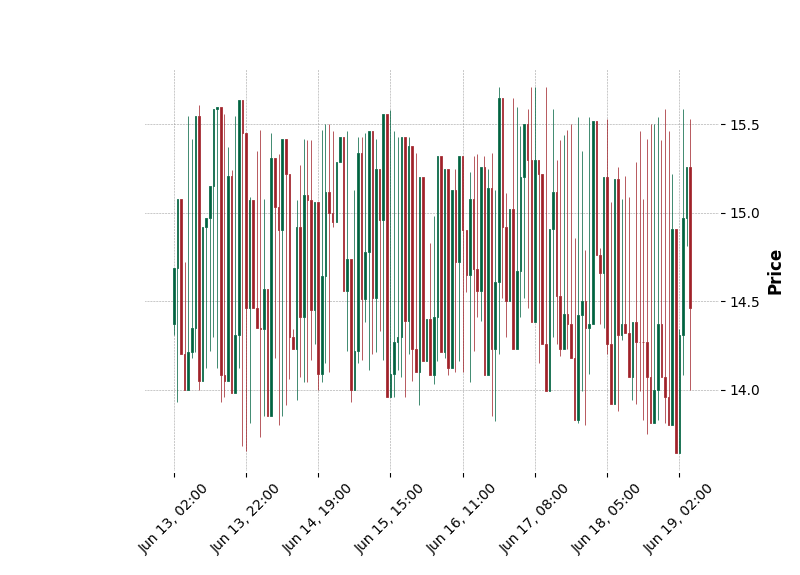 15.5
15.0
14.5
14.0
Price
Jun 13, 02:00
Jun 13, 22:00
Jun 14, 19:00
Jun 15, 15:00
Jun 16, 11:00
Jun 17, 08:00
Jun 18, 05:00
Jun 19, 02:00